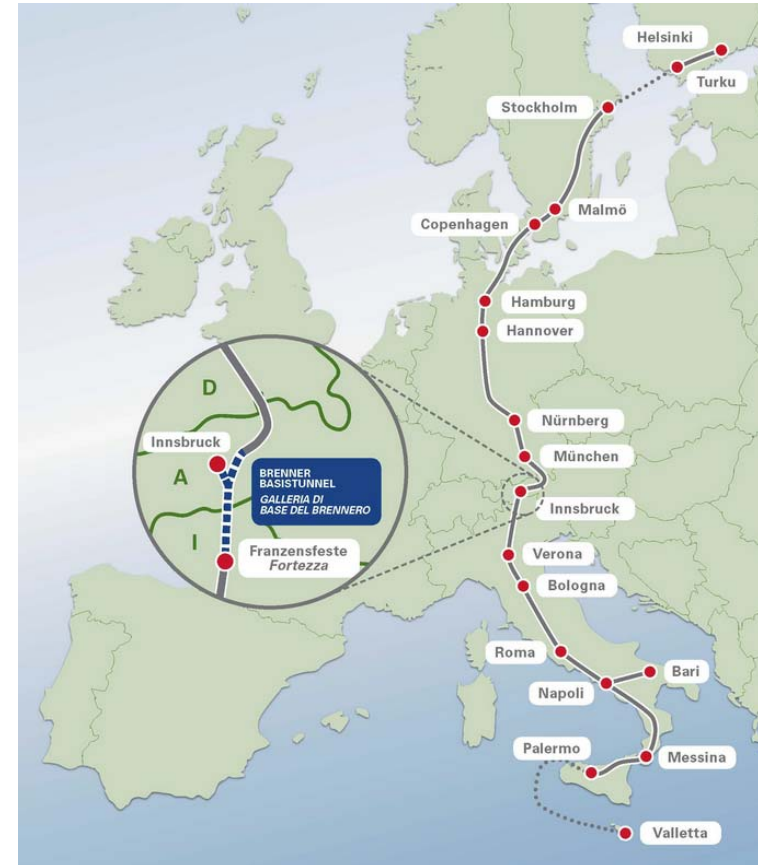 Helsinki
Turku
Stockholm
Malmö
Copenhagen
Hamburg
Hannover
D
Innsbruck
A
BRENNER
BASISTUNNEL
GALLERIA DI
BASE DEL BRENNERO
I
Franzensfeste
Fortezza
Nürnberg
München
Innsbruck
Verona
Bologna
Roma
Bari
Napoli
Palermo
Messina
Valletta